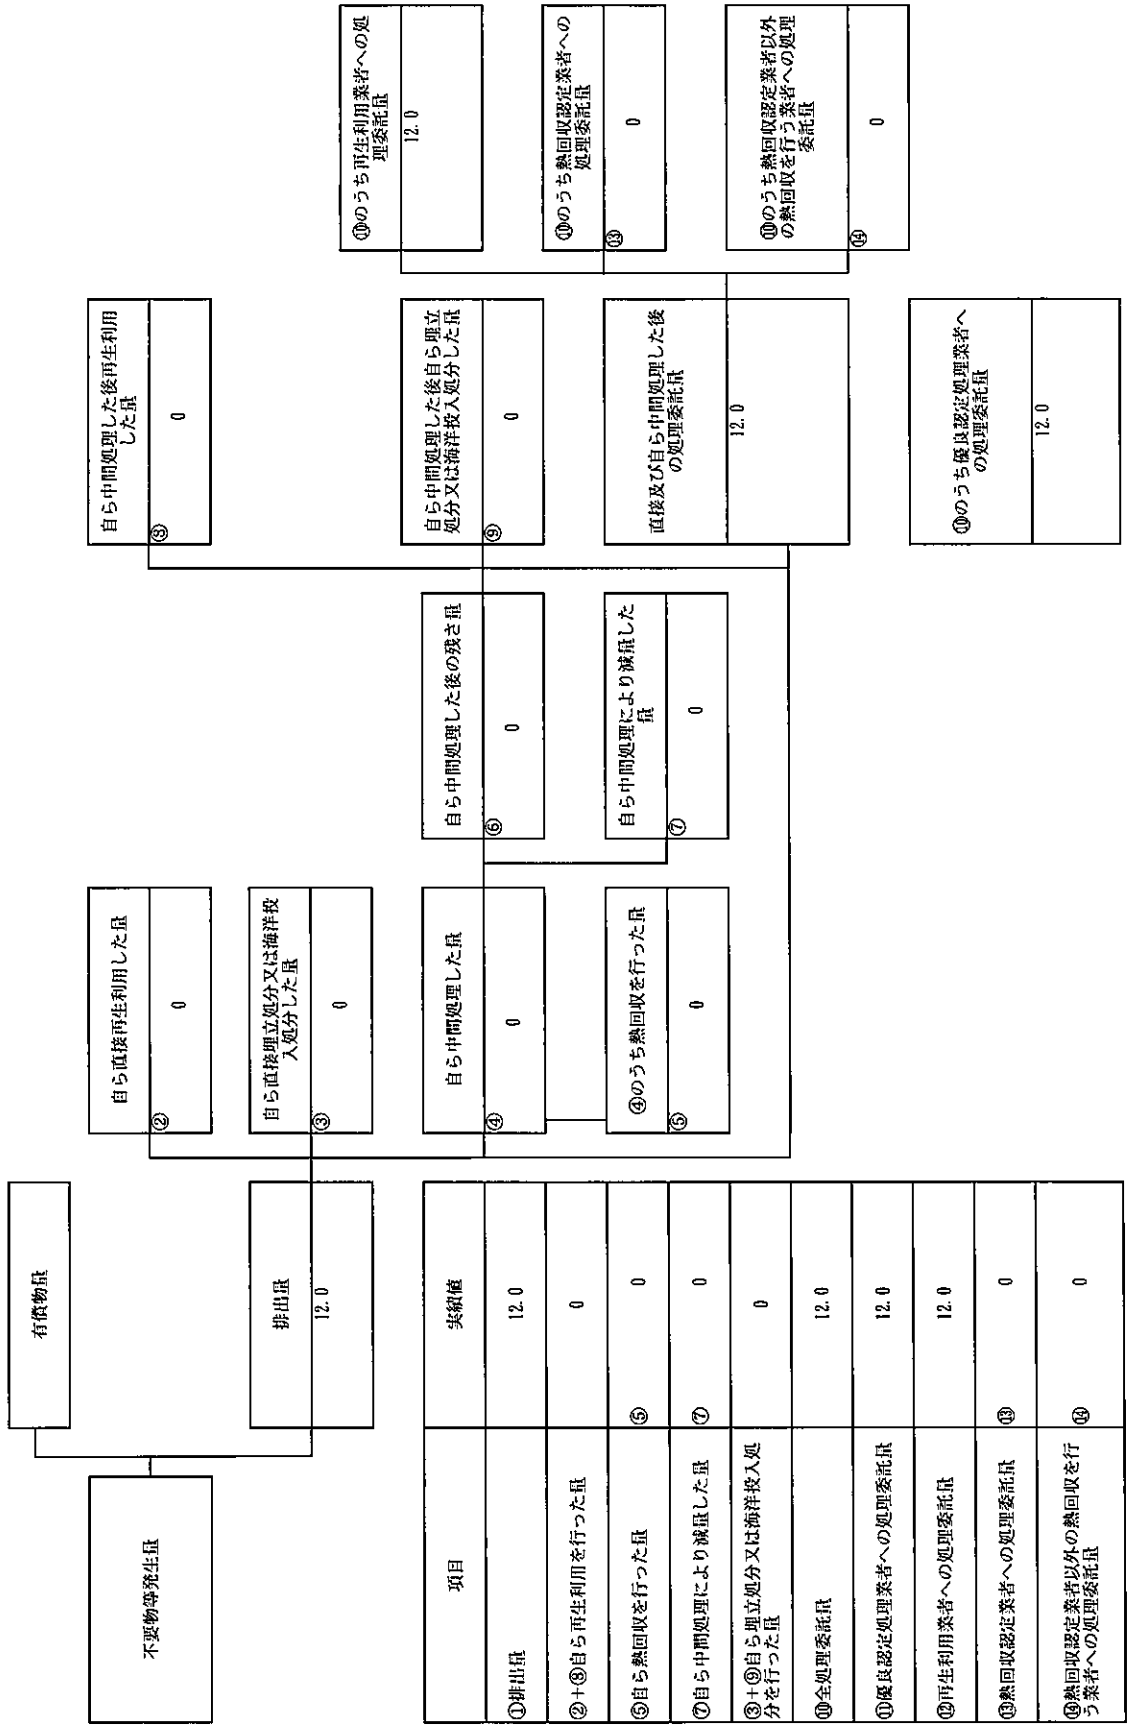 不要物等発生量
有償物量
排出量
12.0
自ら直接再生利用した量
② 0
自ら直接埋立処分又は海洋投
入処分した量
③ 0
自ら中間処理した量
④ 0
④のうち熱回収を行った量
⑤ 0
自ら中間処理した後の残さ量
⑥ 0
自ら中間処理により減量した
量
⑦ 0
自ら中間処理した後再生利用
した量
⑧ 0
自ら中間処理した後自ら埋立
処分又は海洋投入処分した量
⑨ 0
直接及び自ら中間処理した後
の処理委託量
12.0
⑩のうち優良認定処理業者へ
の処理委託量
12.0
⑩のうち再生利用業者への処
理委託量
12.0
⑩のうち熱回収認定業者への
処理委託量
⑬ 0
⑩のうち熱回収認定業者以外
の熱回収を行う業者への処理
委託量
⑭ 0
項目 実績値
①排出量 12.0
②+⑧自ら再生利用を行った量 0
⑤自ら熱回収を行った量 ⑤ 0
⑦自ら中間処理により減量した量 ⑦ 0
③+⑨自ら埋立処分又は海洋投入処
分を行った量 0
⑩全処理委託量 12.0
⑪優良認定処理業者への処理委託量 12.0
⑫再生利用業者への処理委託量 12.0
⑬熱回収認定業者への処理委託量 ⑬ 0
⑭熱回収認定業者以外の熱回収を行
う業者への処理委託量 ⑭ 0